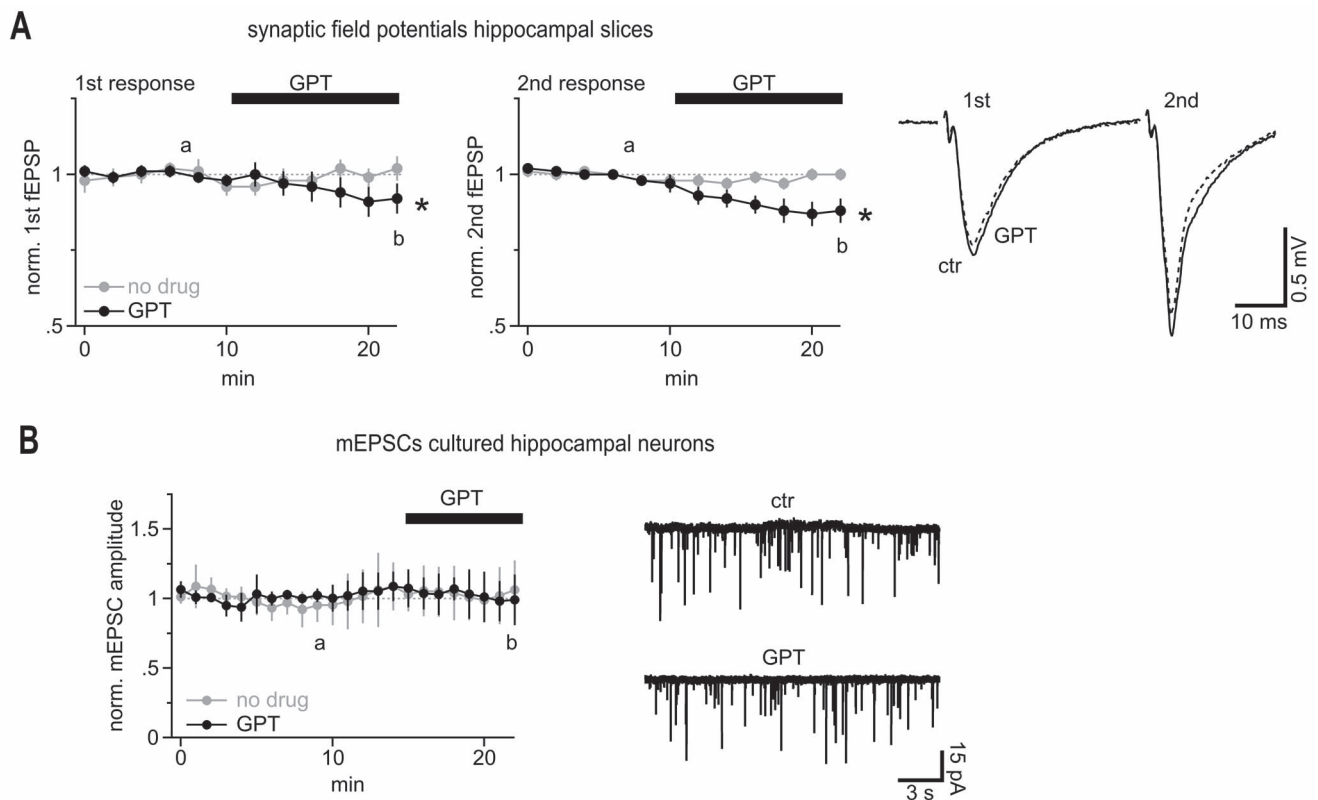 A
synaptic field potentials hippocampal slices
1st response
GPT
norm. 1st fEPSP
1
.5
a
*
b
no drug
GPT
0
10
20
min
2nd response
GPT
norm. 2nd fEPSP
1
.5
a
*
b
0
10
20
min
1st
2nd
ctr
GPT
0.5 mV
10 ms
B
mEPSCs cultured hippocampal neurons
GPT
norm. mEPSC amplitude
1.5
1
.5
0
a
b
no drug
GPT
0
10
20
min
ctr
GPT
15 pA
3 s